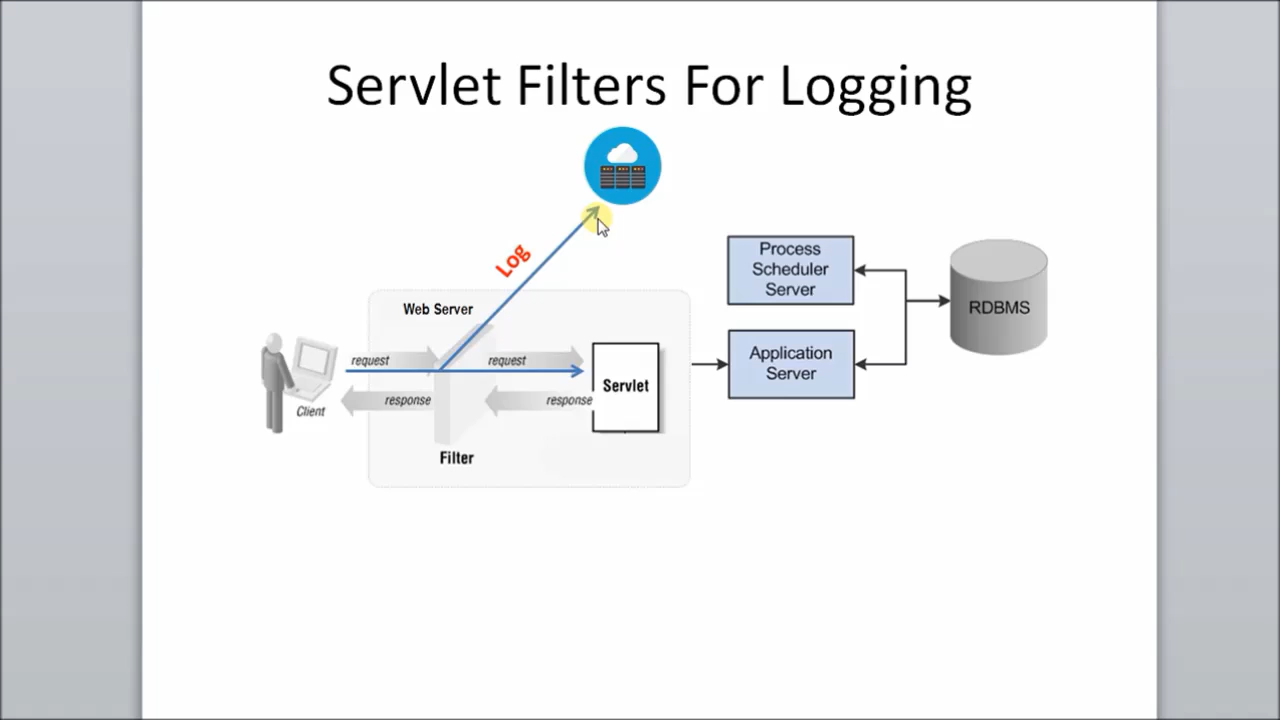 Servlet Filters For Logging
Log
Web Server
request
request
response
response
Servlet
Client
Filter
Process
Scheduler
Server
Application
Server
RDBMS